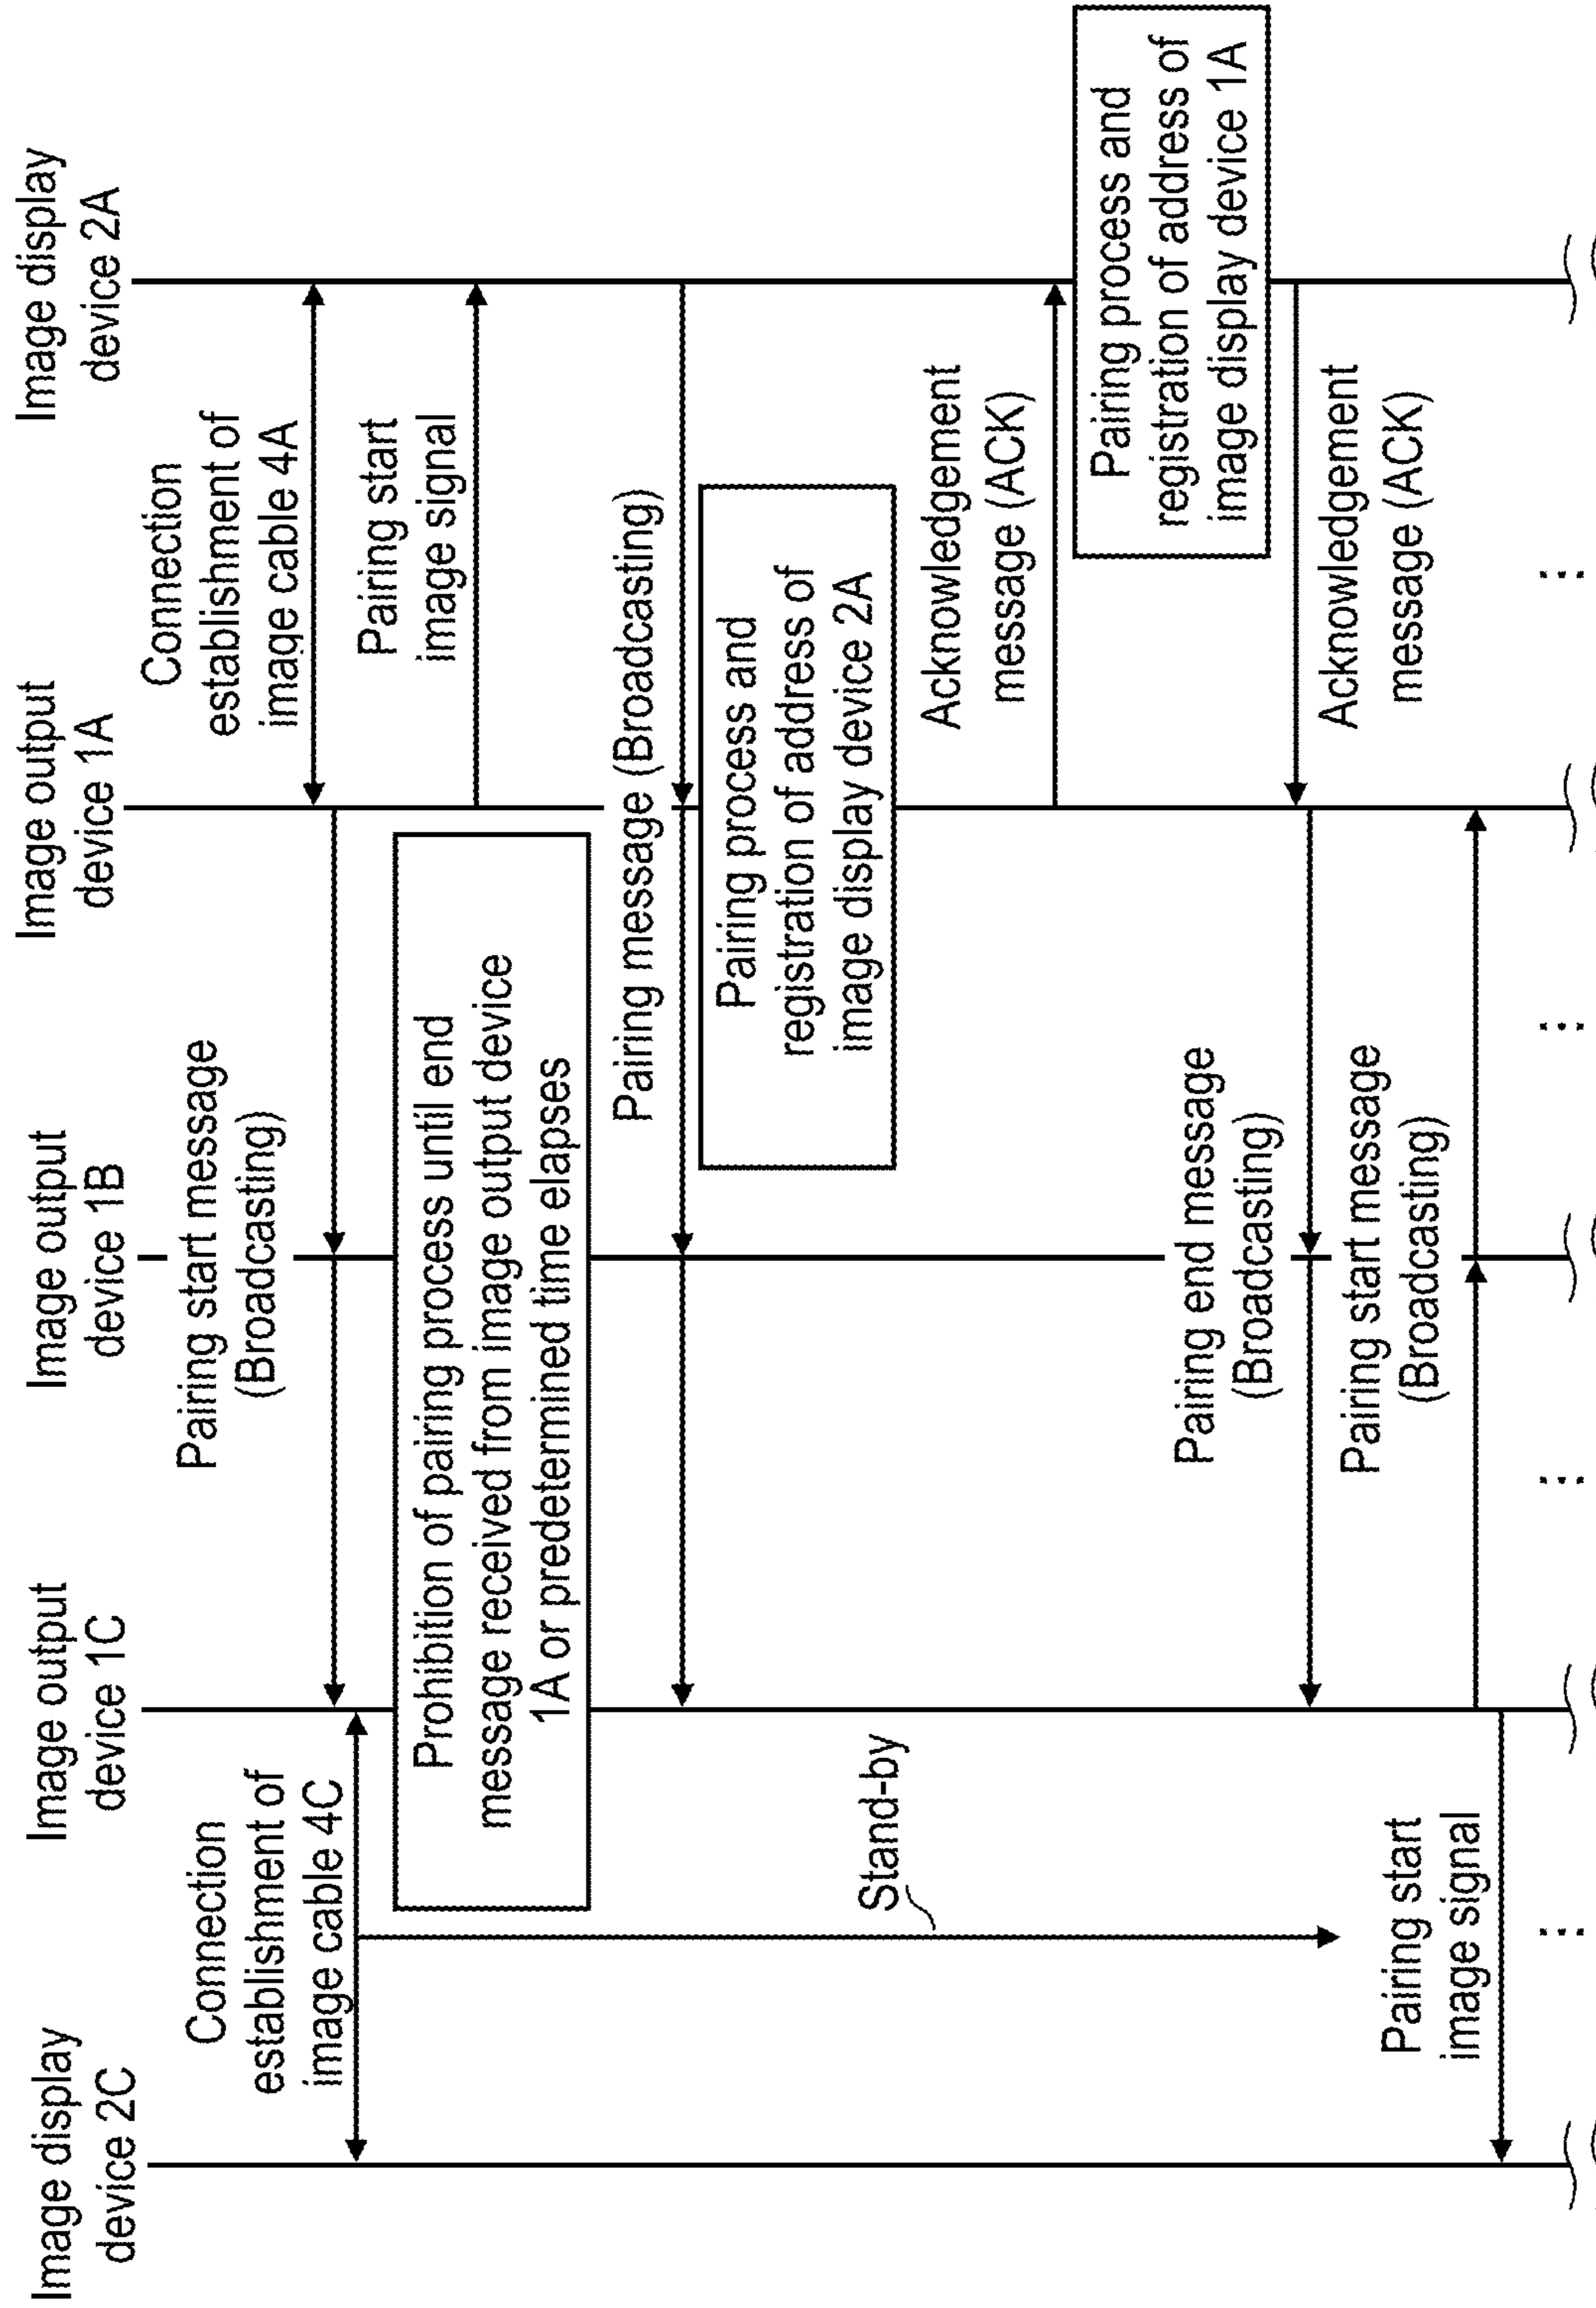 Image display
device 2C
Image output
device 1C
Image output
device 1B
Image output
device 1A
Image display
device 2A
Connection
establishment of
image cable 4A
Pairing start message
(Broadcasting)
Connection
establishment of
image cable 4C
Pairing start
image signal
Prohibition of pairing process until end
message received from image output device
1A or predetermined time elapses
Pairing message (Broadcasting)
Pairing process and
registration of address of
image display device 2A
Stand-by
Acknowledgement
message (ACK)
Pairing process and
registration of address of
image display device 1A
Acknowledgement
message (ACK)
Pairing end message
(Broadcasting)
Pairing start message
(Broadcasting)
Pairing start
image signal